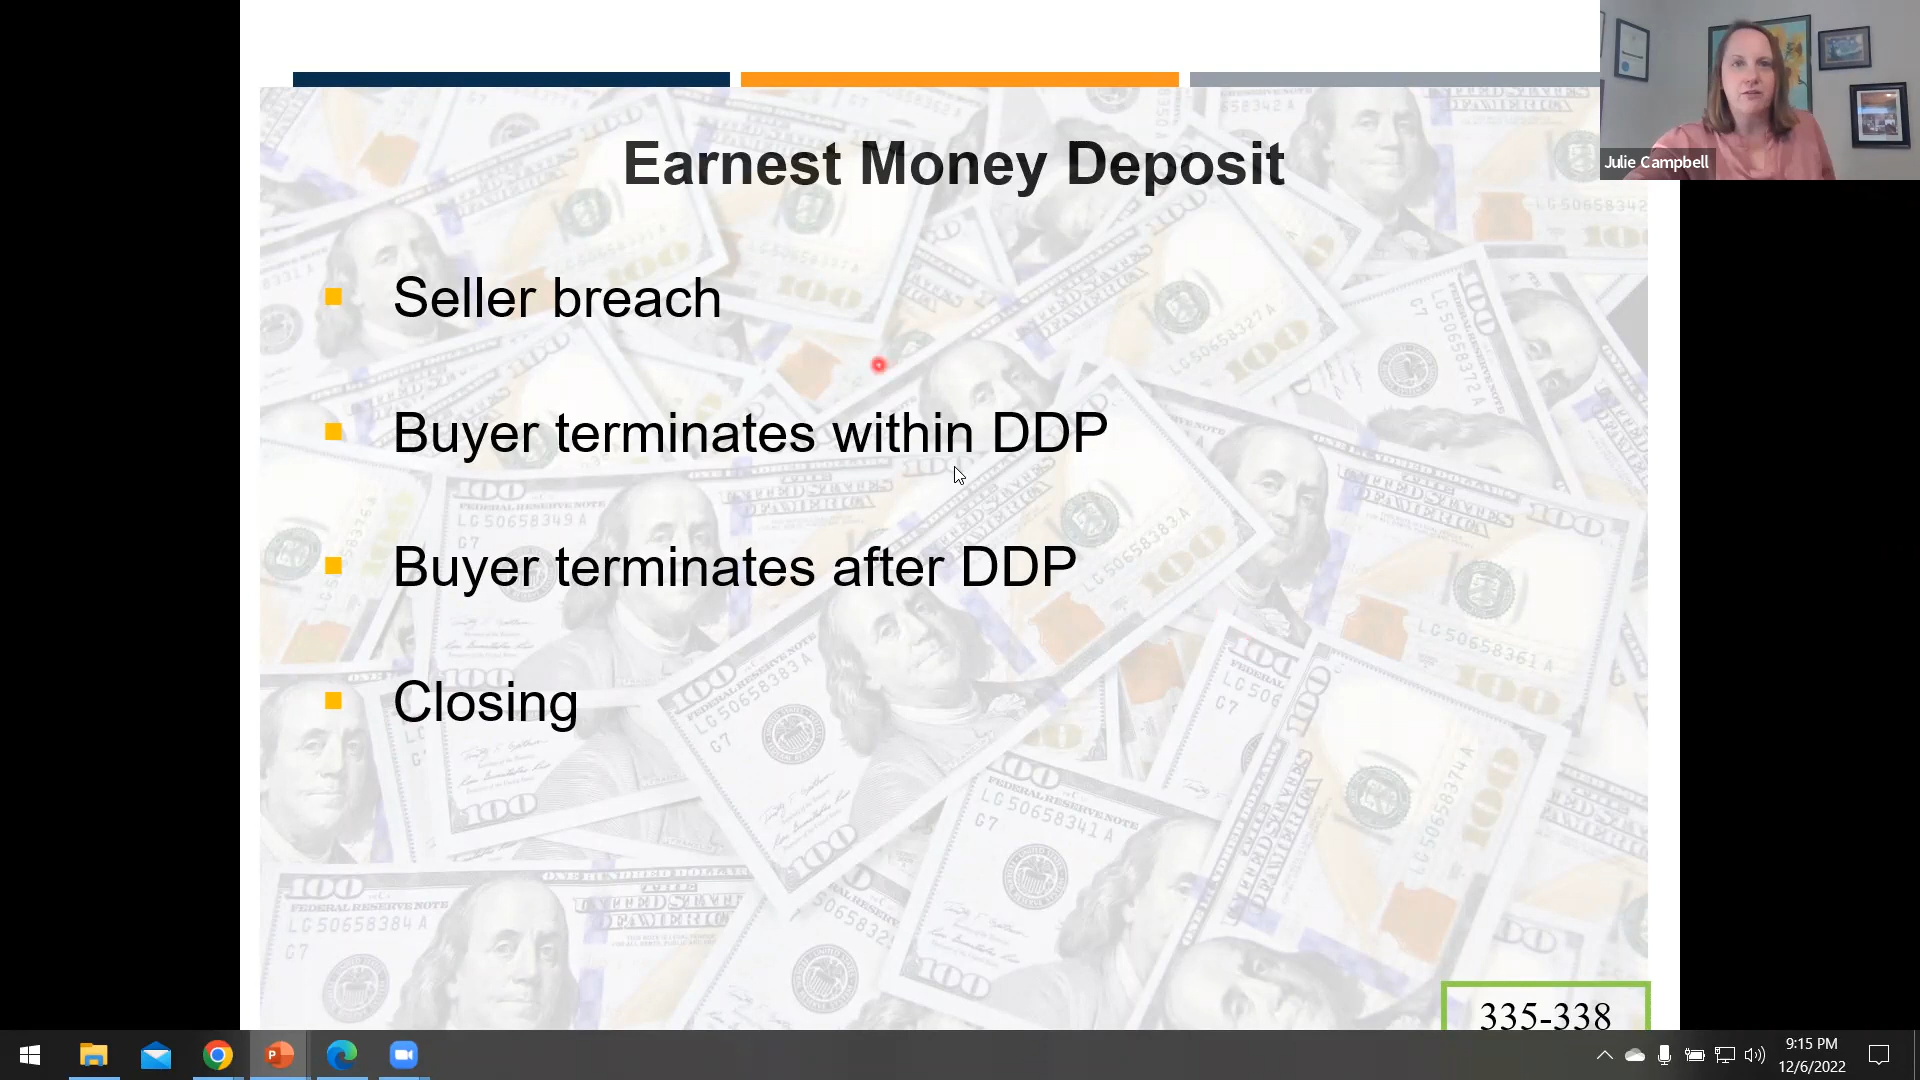 Earnest Money Deposit
Julie Campbell
Seller breach
Buyer terminates within DDP
Buyer terminates after DDP
Closing
335-338
9:15 PM
12/6/2022